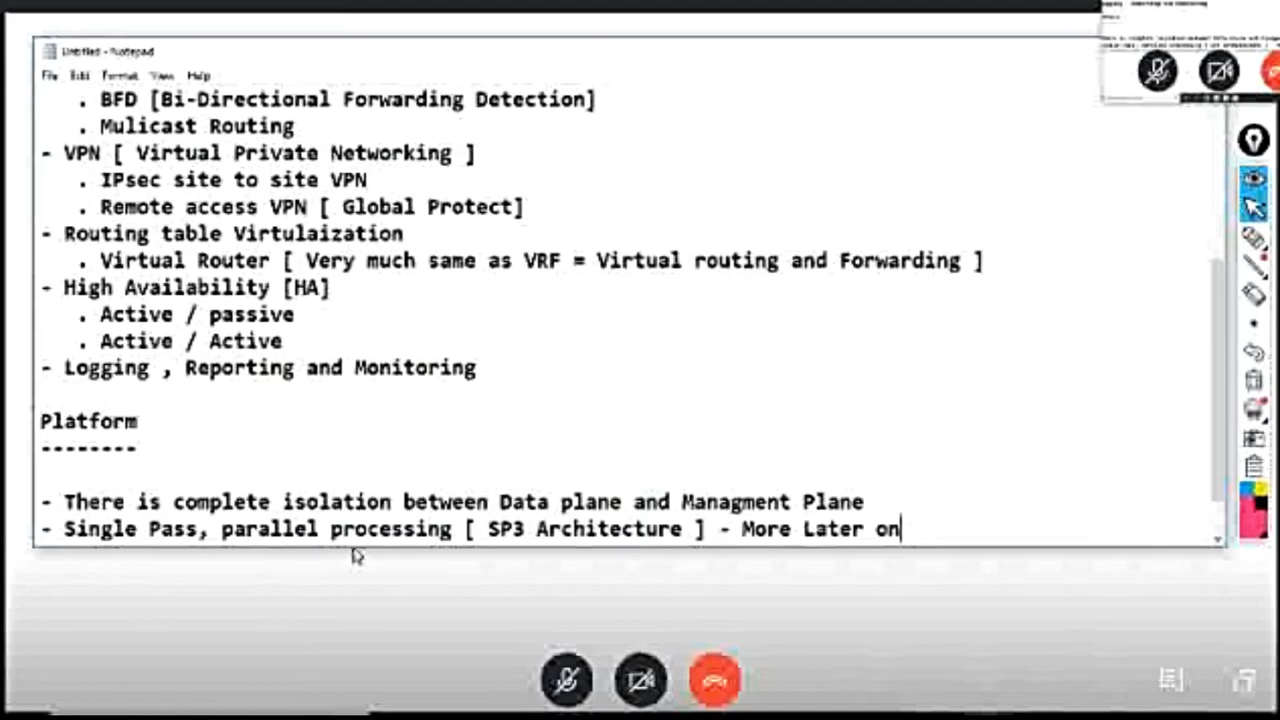 Untitled - Notepad
File Edit Format View Help
. BFD [Bi-Directional Forwarding Detection]
. Mulicast Routing
- VPN [ Virtual Private Networking ]
. IPsec site to site VPN
. Remote access VPN [ Global Protect]
- Routing table Virtulaization
. Virtual Router [ Very much same as VRF = Virtual routing and Forwarding ]
- High Availability [HA]
. Active / passive
. Active / Active
- Logging , Reporting and Monitoring
Platform
--------
- There is complete isolation between Data plane and Managment Plane
- Single Pass, parallel processing [ SP3 Architecture ] - More Later on